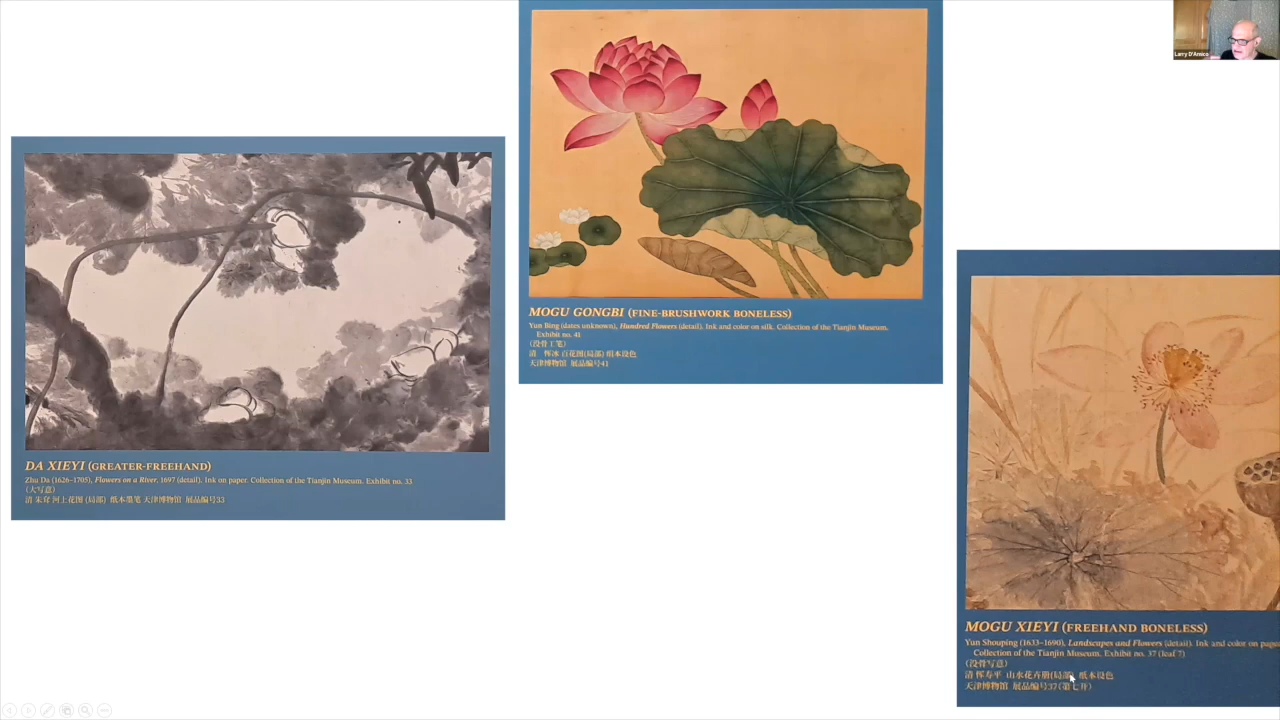 Larry D'Amico
MOGU GONGBI (FINE-BRUSHWORK BONELESS)
Yun Bing (dates unknown), Hundred Flowers (detail). Ink and color on silk. Collection of the Tianjin Museum.
Exhibit no. 41
(没骨工笔)
清 恽冰 百花图(局部) 绢本设色
天津博物馆 展品编号41
DA XIEYI (GREATER-FREEHAND)
Zhu Da (1626–1705), Flowers on a River, 1697 (detail). Ink on paper. Collection of the Tianjin Museum. Exhibit no. 33
(大写意)
清 朱耷 河上花图 (局部) 纸本墨笔 天津博物馆 展品编号33
MOGU XIEYI (FREEHAND BONELESS)
Yun Shouping (1633–1690), Landscapes and Flowers (detail). Ink and color on pape
Collection of the Tianjin Museum. Exhibit no. 37 (leaf 7)
(没骨写意)
清 恽寿平 山水花卉册(局部) 纸本设色
天津博物馆 展品编号37(第七开)